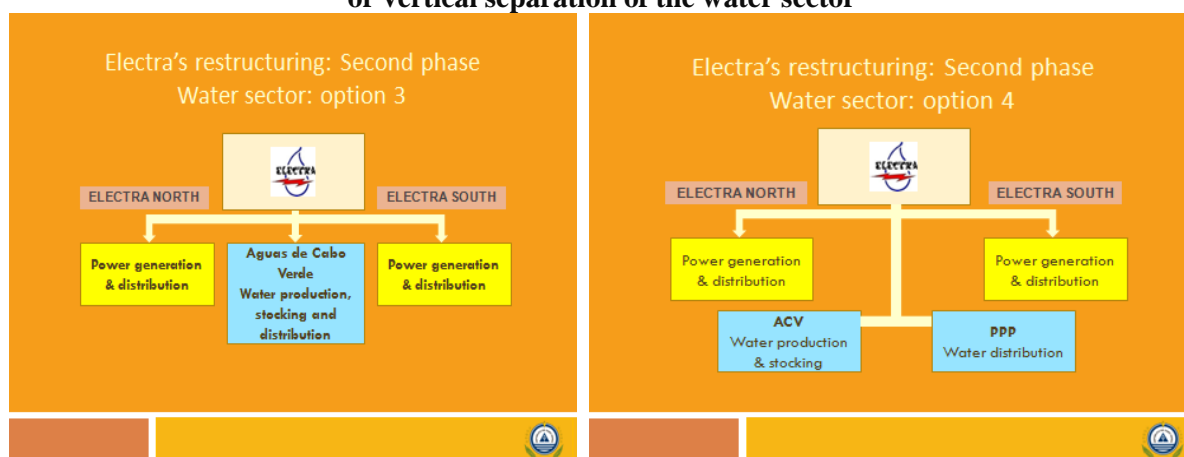 or vertical separation of the water sector
Electra's restructuring: Second phase
Water sector: option 3
ELECTRA
ELECTRA NORTH
ELECTRA SOUTH
Power generation
& distribution
Aguas de Cabo
Verde
Water production,
stocking and
distribution
Power generation
& distribution
Electra's restructuring: Second phase
Water sector: option 4
ELECTRA
ELECTRA NORTH
ELECTRA SOUTH
Power generation
& distribution
Power generation
& distribution
ACV
Water production
& stocking
PPP
Water distribution